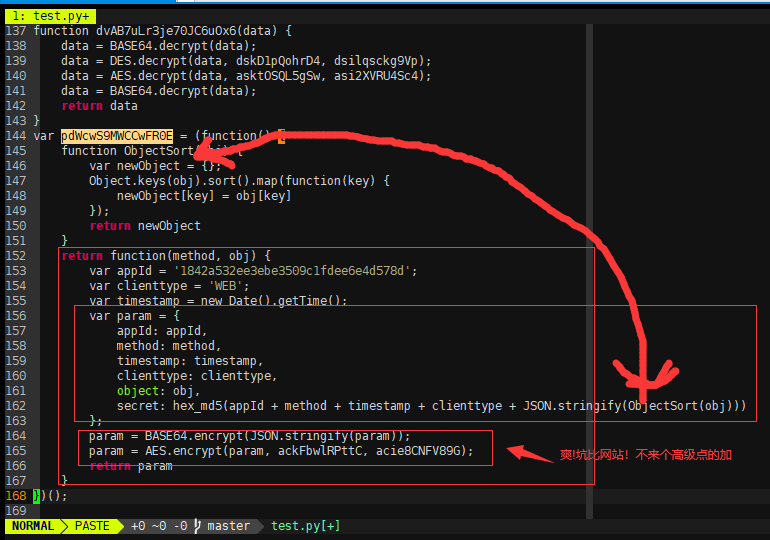 1: test.py+
137 function dvAB7uLr3je70JC6uOx6(data) {
138 data = BASE64.decrypt(data);
139 data = DES.decrypt(data, dskD1pQohrD4, dsilqsckg9Vp);
140 data = AES.decrypt(data, asktOSQL5gSw, asi2XVRU4Sc4);
141 data = BASE64.decrypt(data);
142 return data
143 }
144 var pdWcwS9MWCCwFR0E = (function() {
145 function ObjectSort(obj) {
146 var newObject = {};
147 Object.keys(obj).sort().map(function(key) {
148 newObject[key] = obj[key]
149 });
150 return newObject
151 }
152 return function(method, obj) {
153 var appId = '1842a532ee3ebe3509c1fdee6e4d578d';
154 var clienttype = 'WEB';
155 var timestamp = new Date().getTime();
156 var param = {
157 appId: appId,
158 method: method,
159 timestamp: timestamp,
160 clienttype: clienttype,
161 object: obj,
162 secret: hex_md5(appId + method + timestamp + clienttype + JSON.stringify(ObjectSort(obj)))
163 };
164 param = BASE64.encrypt(JSON.stringify(param));
165 param = AES.encrypt(param, ackFbwlRPttC, acie8CNFV89G);
爽!坑比网站! 不来个高级点的加
166 return param
167 }
168 })();
169
NORMAL PASTE +0 ~0 -0 master test.py[+]